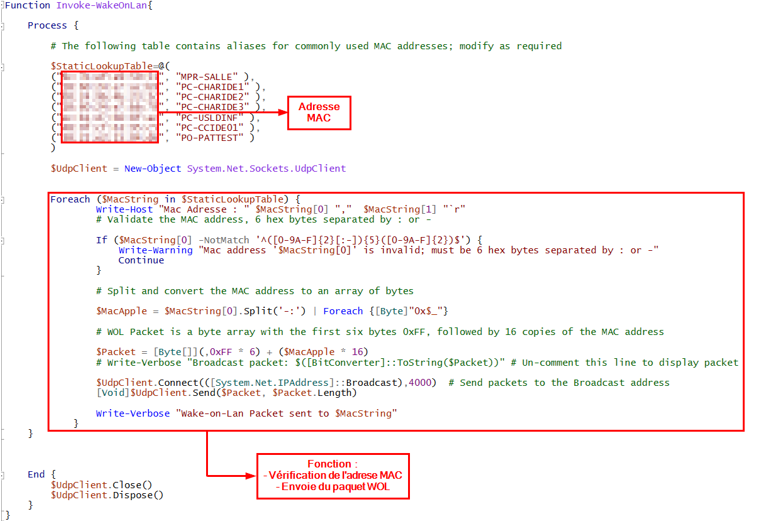 Function Invoke-WakeOnLan{
Process {
# The following table contains aliases for commonly used MAC addresses; modify as required
$StaticLookupTable=@(
(" ", "MPR-SALLE" ),
(" ", "PC-CHARIDE1" ),
(" ", "PC-CHARIDE2" ),
(" ", "PC-CHARIDE3" ),
(" ", "PC-USLDINF" ),
(" ", "PC-CCIDE01" ),
(" ", "PO-PATTEST" )
)
Adresse
MAC
$UdpClient = New-Object System.Net.Sockets.UdpClient
Foreach ($MacString in $StaticLookupTable) {
Write-Host "Mac Adresse : " $MacString[0] "," $MacString[1] "`r"
# Validate the MAC address, 6 hex bytes separated by : or -
If ($MacString[0] -NotMatch '^([0-9A-F]{2}[:-]){5}([0-9A-F]{2})$') {
Write-Warning "Mac address '$MacString[0]' is invalid; must be 6 hex bytes separated by : or -"
Continue
}
# Split and convert the MAC address to an array of bytes
$MacApple = $MacString[0].Split('-:') | Foreach {[Byte]"0x$_"}
# WOL Packet is a byte array with the first six bytes 0xFF, followed by 16 copies of the MAC address
$Packet = [Byte[]](,0xFF * 6) + ($MacApple * 16)
# Write-Verbose "Broadcast packet: $([BitConverter]::ToString($Packet))" # Un-comment this line to display packet
$UdpClient.Connect(([System.Net.IPAddress]::Broadcast),4000) # Send packets to the Broadcast address
[Void]$UdpClient.Send($Packet, $Packet.Length)
Write-Verbose "Wake-on-Lan Packet sent to $MacString"
}
}
Fonction :
- Vérification de l'adrese MAC
- Envoie du paquet WOL
End {
$UdpClient.Close()
$UdpClient.Dispose()
}
}